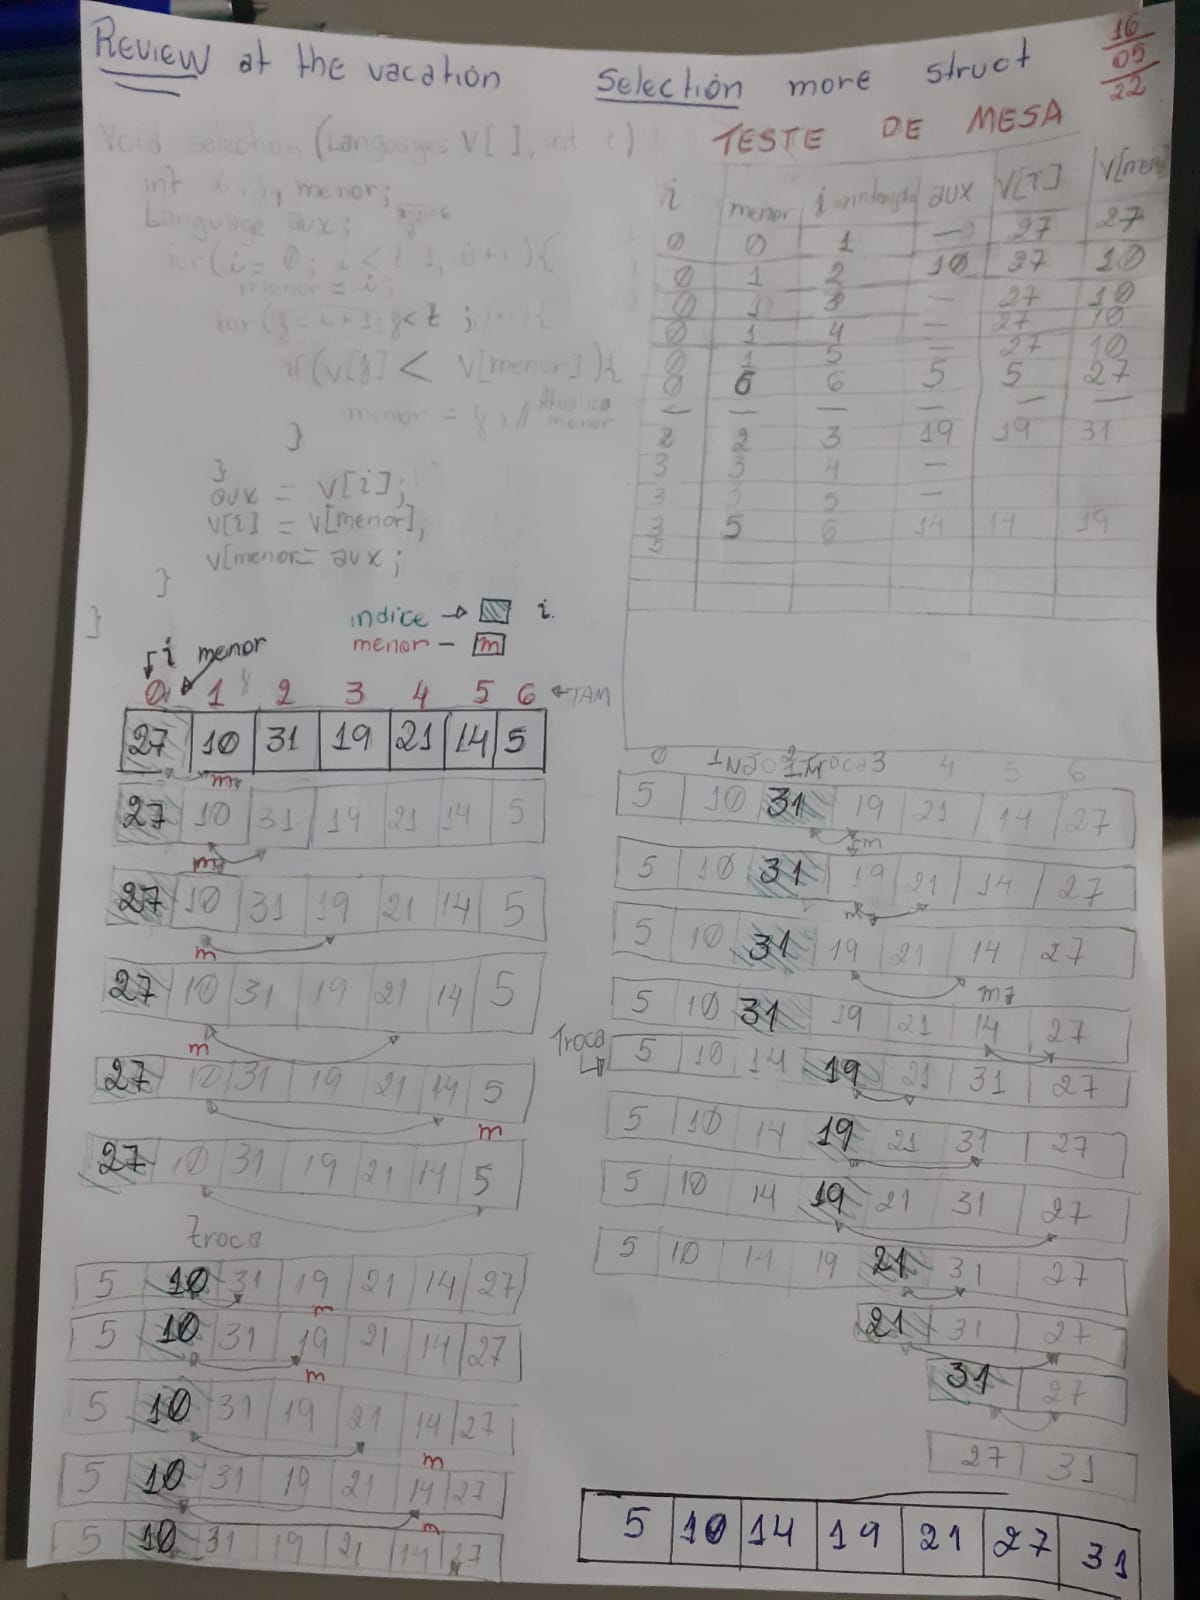 REVIEW at the vacation Selection more struct
16
05
22
TESTE DE MESA
Void selection (Languages V[ ], int t)
int i, j, menor;
Language aux;
for(i = 0; i < t-1, i++){
menor = i;
for(j = i+1; j < t ; j++){
if (v[j] < v[menor]){
menor = j; // Atualiza menor
}
}
aux = v[i];
v[i] = v[menor],
v[menor= aux;
}
}
i menor j aux V[i] V[menor]
0 0 1 — 27 27
0 1 2 10 27 10
0 1 3 — 27 10
0 1 4 — 27 10
0 1 5 — 27 10
0 6 6 5 5 27
— — — — — —
2 2 3 19 19 31
3 3 4 —
3 3 5 —
3 5 6 14 14 19
3
indice → i.
menor – m
i menor
0 1 j 2 3 4 5 6 ← TAM
27 10 31 19 21 14 5
m
27 10 31 19 21 14 5
m
27 10 31 19 21 14 5
m
27 10 31 19 21 14 5
m
27 10 31 19 21 14 5
m
27 10 31 19 21 14 5
troca
5 10 31 19 21 14 27
m
5 10 31 19 21 14 27
m
5 10 31 19 21 14 27
m
5 10 31 19 21 14 27
m
5 10 31 19 21 14 27
0 1 Não troca 2 3 4 5 6
5 10 31 19 21 14 27
m
5 10 31 19 21 14 27
m
5 10 31 19 21 14 27
m
5 10 31 19 21 14 27
Troca
5 10 14 19 21 31 27
5 10 14 19 21 31 27
5 10 14 19 21 31 27
5 10 14 19 21 31 27
21 31 27
31 27
27 31
5 10 14 19 21 27 31